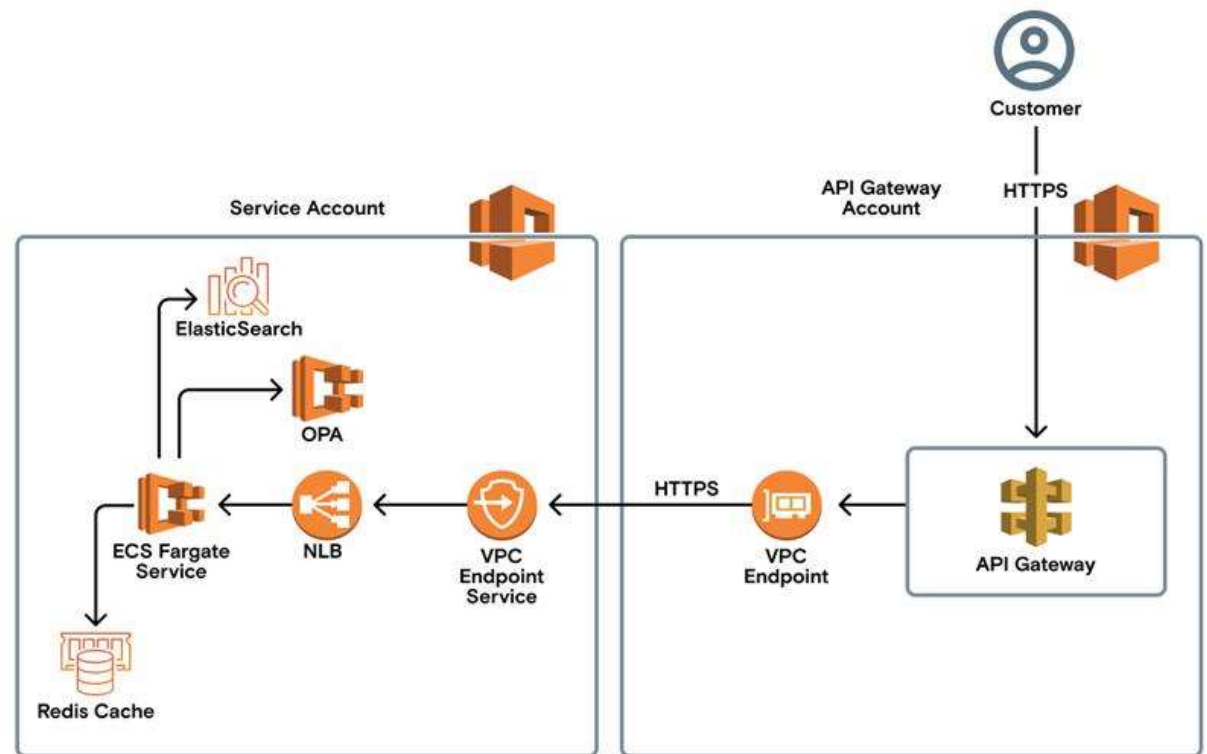 Customer
HTTPS
API Gateway
Account
Service Account
ElasticSearch
OPA
ECS Fargate
Service
NLB
VPC
Endpoint
Service
HTTPS
VPC
Endpoint
API Gateway
Redis Cache